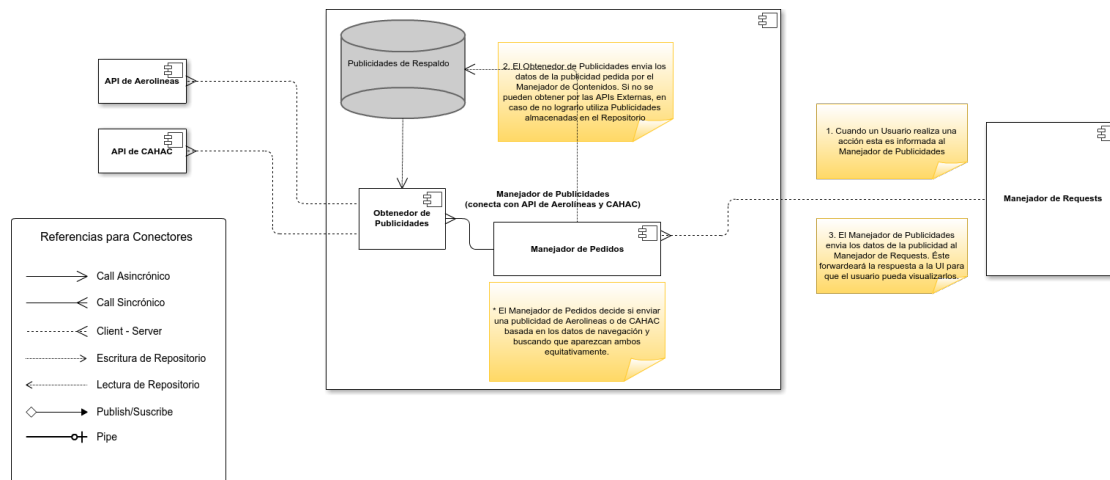 Publicidades de Respaldo
2. El Obtenedor de Publicidades envia los
datos de la publicidad pedida por el
Manejador de Contenidos. Si no se
pueden obtener por las APIs Externas, en
caso de no lograrlo utiliza Publicidades
almacenadas en el Repositorio
API de Aerolíneas
API de CAHAC
1. Cuando un Usuario realiza una
acción esta es informada al
Manejador de Publicidades
Manejador de Requests
Manejador de Publicidades
(conecta con API de Aerolíneas y CAHAC)
Obtenedor de
Publicidades
Manejador de Pedidos
3. El Manejador de Publicidades
envia los datos de la publicidad al
Manejador de Requests. Éste
forwardeará la respuesta a la UI para
que el usuario pueda visualizarlos.
* El Manejador de Pedidos decide si enviar
una publicidad de Aerolineas o de CAHAC
basada en los datos de navegación y
buscando que aparezcan ambos
equitativamente.
Referencias para Conectores
Call Asincrónico
Call Sincrónico
Client - Server
Escritura de Repositorio
Lectura de Repositorio
Publish/Suscribe
Pipe